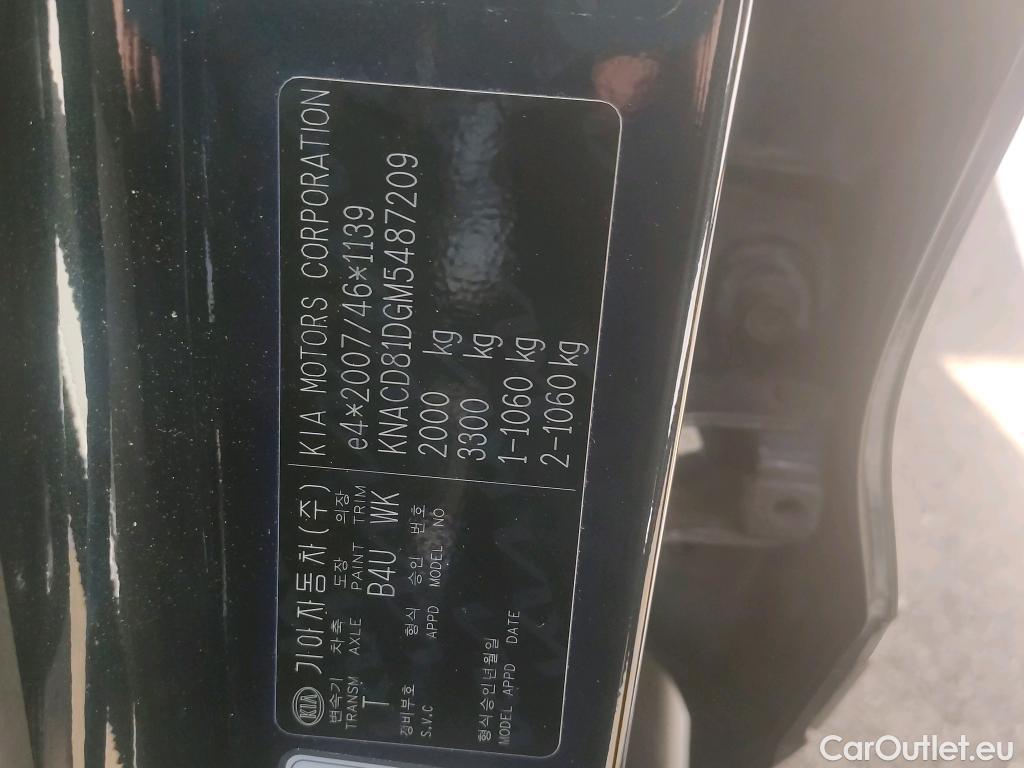 KIA 기아자동차(주) KIA MOTORS CORPORATION
변속기 차축 도장 의장
TRANSM AXLE PAINT TRIM
T B4U WK
정비부호 형식 승인 번호
S.V.C APPD MODEL NO
형식승인년월일
MODEL APPD DATE
e4*2007/46*1139
KNACD81DGM5487209
2000 kg
3300 kg
1-1060 kg
2-1060kg
CarOutlet.eu